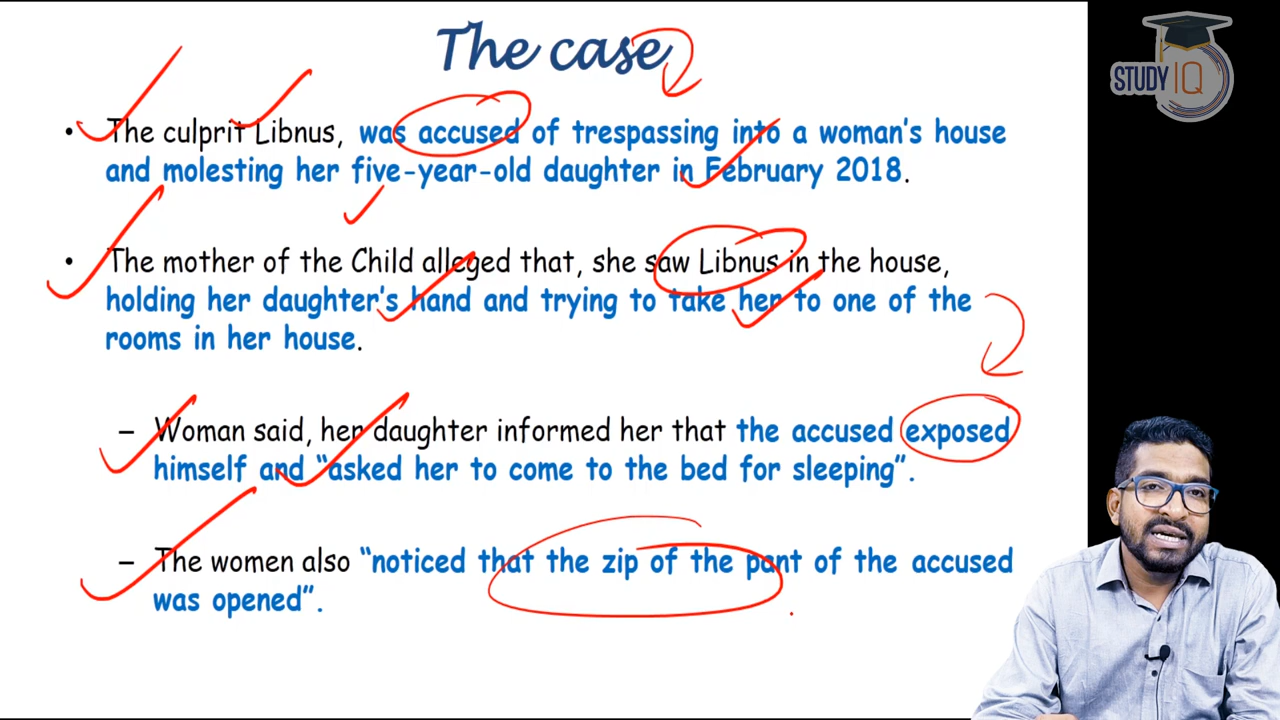 The case
STUDY IQ
• The culprit Libnus, was accused of trespassing into a woman's house
and molesting her five-year-old daughter in February 2018.
• The mother of the Child alleged that, she saw Libnus in the house,
holding her daughter's hand and trying to take her to one of the
rooms in her house.
– Woman said, her daughter informed her that the accused exposed
himself and “asked her to come to the bed for sleeping”.
– The women also “noticed that the zip of the pant of the accused
was opened”.